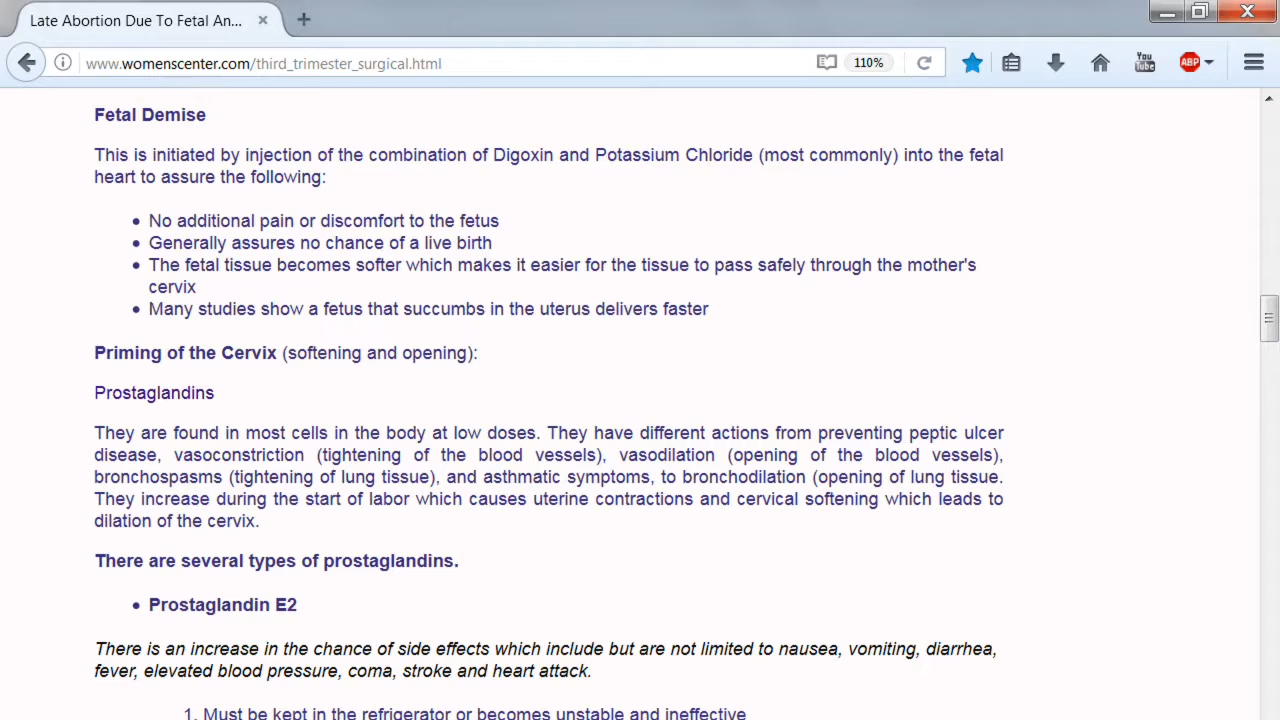 Late Abortion Due To Fetal An...
www.womenscenter.com/third_trimester_surgical.html
110%
You
Tube
ABP
Fetal Demise
This is initiated by injection of the combination of Digoxin and Potassium Chloride (most commonly) into the fetal
heart to assure the following:
• No additional pain or discomfort to the fetus
• Generally assures no chance of a live birth
• The fetal tissue becomes softer which makes it easier for the tissue to pass safely through the mother's
cervix
• Many studies show a fetus that succumbs in the uterus delivers faster
Priming of the Cervix (softening and opening):
Prostaglandins
They are found in most cells in the body at low doses. They have different actions from preventing peptic ulcer
disease, vasoconstriction (tightening of the blood vessels), vasodilation (opening of the blood vessels),
bronchospasms (tightening of lung tissue), and asthmatic symptoms, to bronchodilation (opening of lung tissue.
They increase during the start of labor which causes uterine contractions and cervical softening which leads to
dilation of the cervix.
There are several types of prostaglandins.
• Prostaglandin E2
There is an increase in the chance of side effects which include but are not limited to nausea, vomiting, diarrhea,
fever, elevated blood pressure, coma, stroke and heart attack.
1. Must be kept in the refrigerator or becomes unstable and ineffective